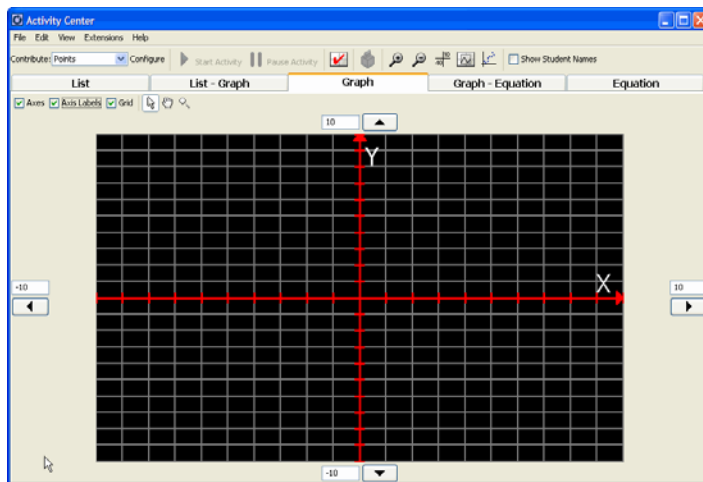 Activity Center
File Edit View Extensions Help
Contribute: Points Configure Start Activity Pause Activity Show Student Names
List List - Graph Graph Graph - Equation Equation
Axes Axis Labels Grid
10
Y
X
-10 10
-10